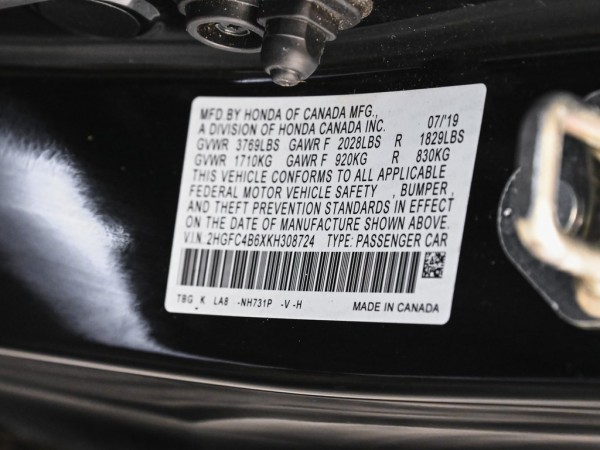 MFD.BY HONDA OF CANADA MFG., 07/'19
A DIVISION OF HONDA CANADA INC.
GVWR 3769LBS GAWR F 2028LBS R 1829LBS
GVWR 1710KG GAWR F 920KG R 830KG
THIS VEHICLE CONFORMS TO ALL APPLICABLE
FEDERAL MOTOR VEHICLE SAFETY , BUMPER,
AND THEFT PREVENTION STANDARDS IN EFFECT
ON THE DATE OF MANUFACTURE SHOWN ABOVE.
V.I.N. 2HGFC4B6XKH308724 TYPE: PASSENGER CAR
TBG K LA8 -NH731P -V -H MADE IN CANADA